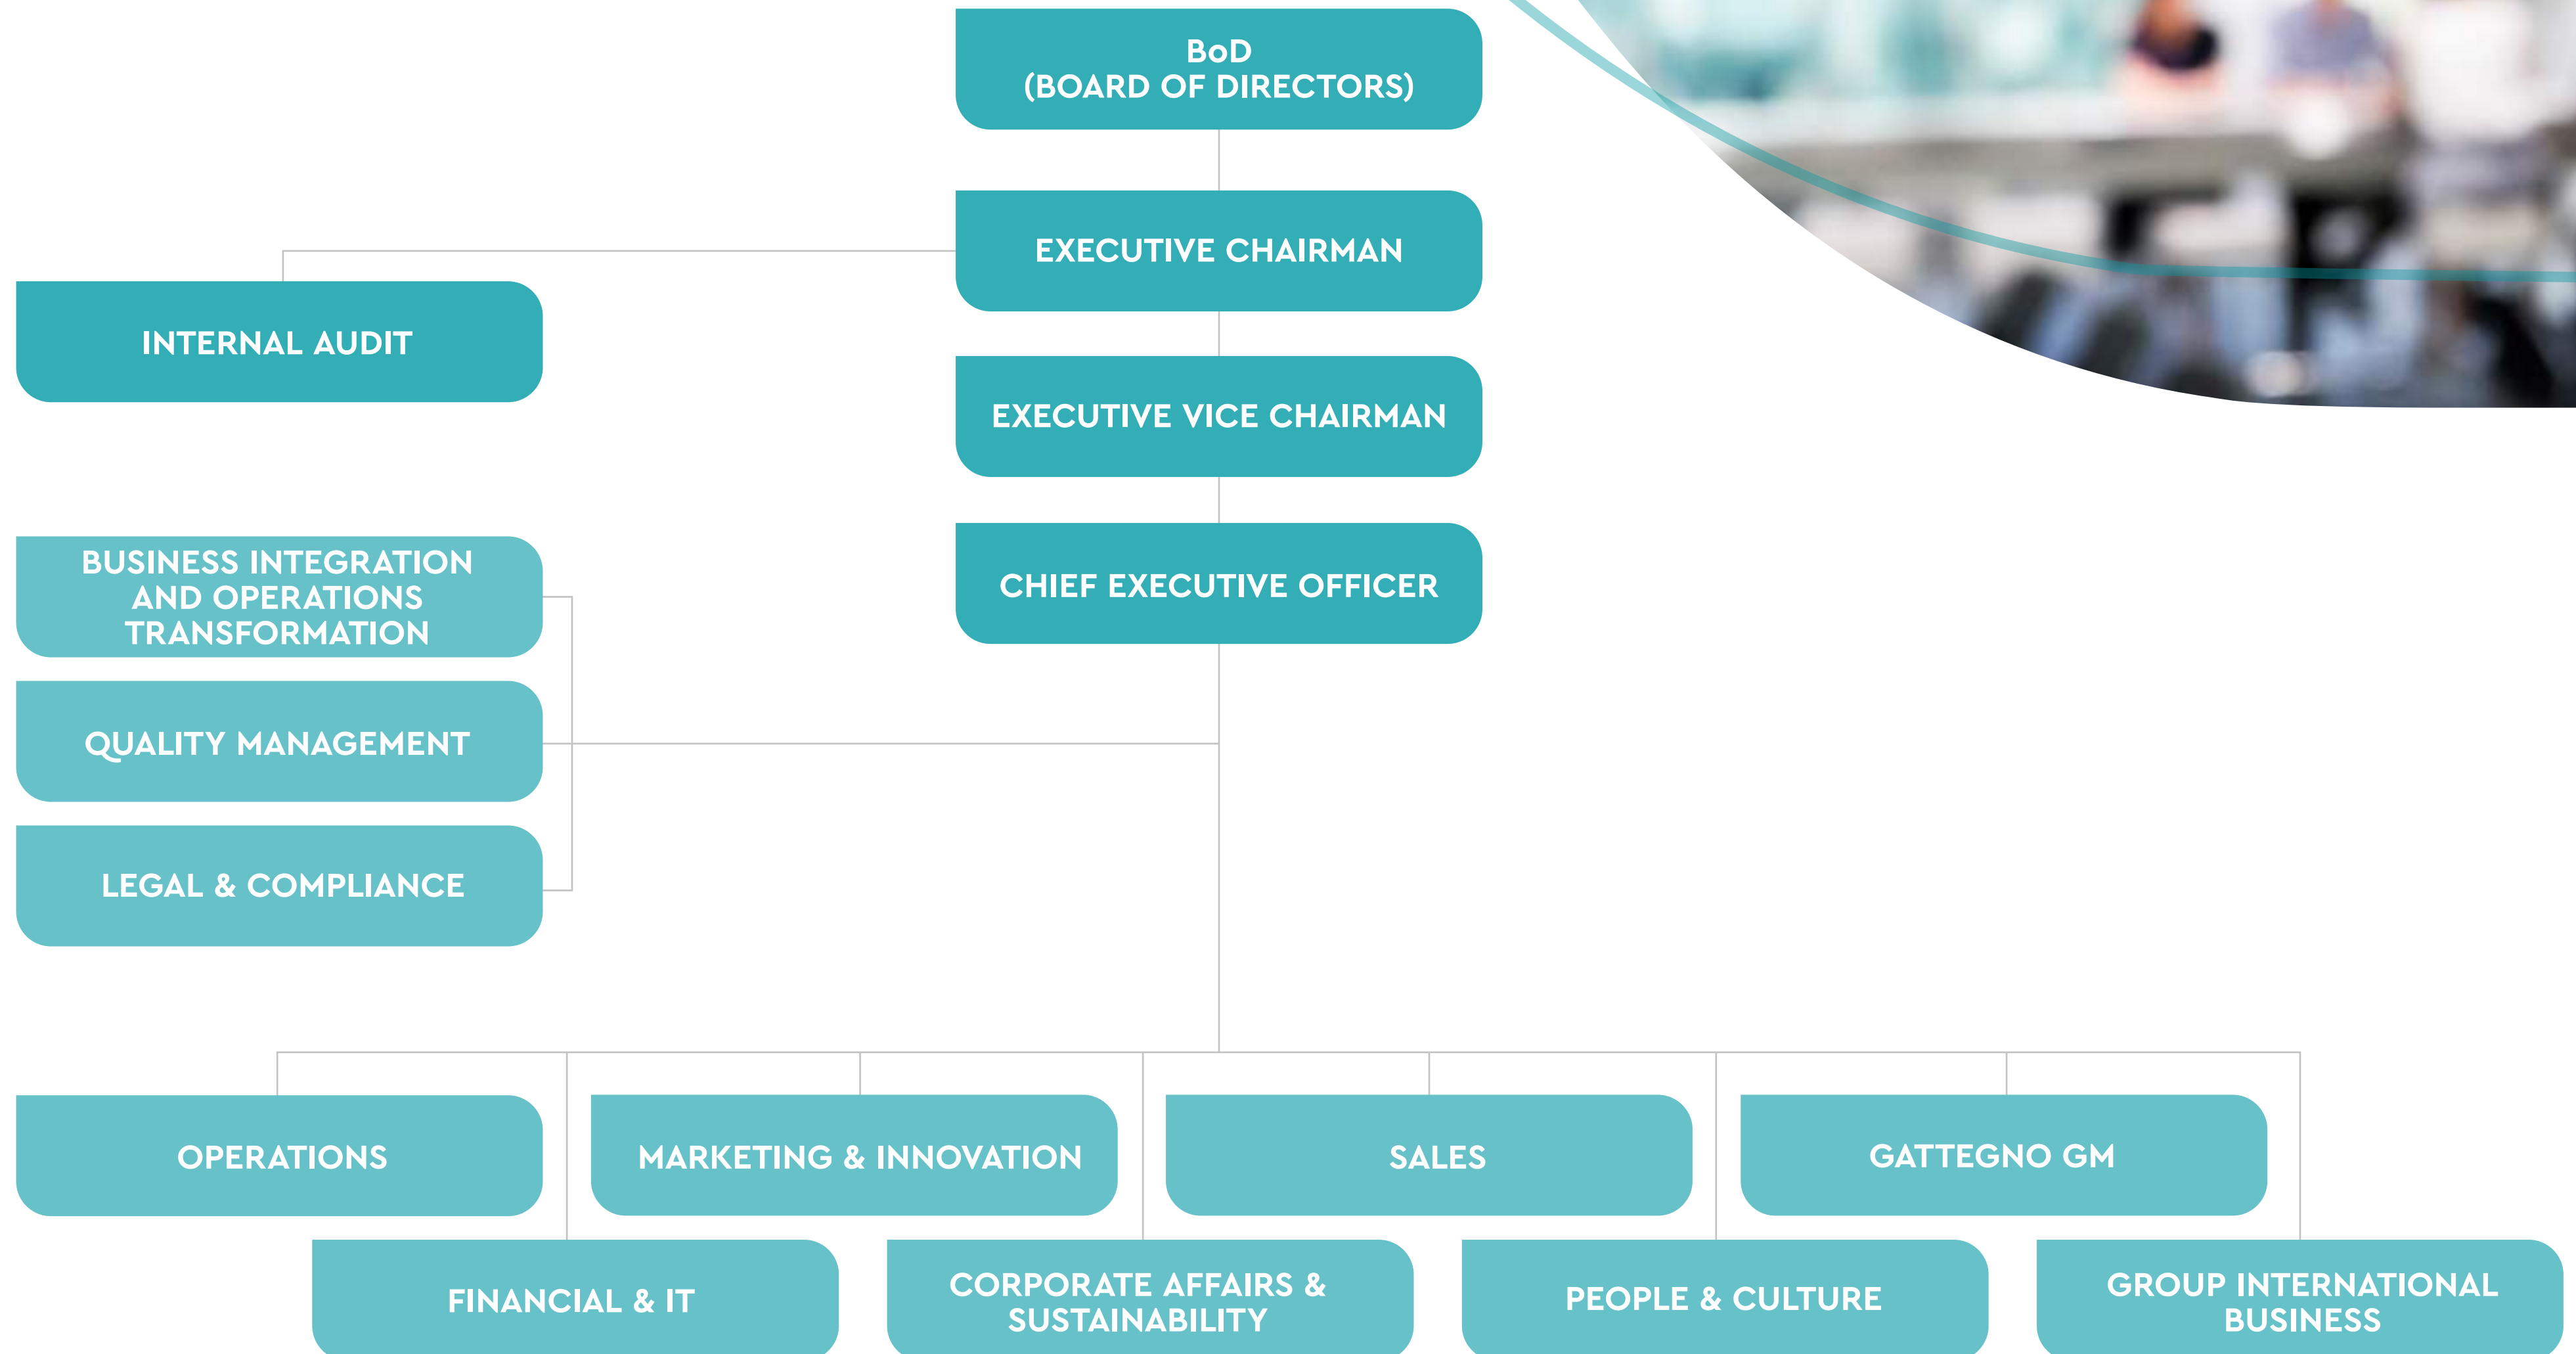 BoD
(BOARD OF DIRECTORS)
EXECUTIVE CHAIRMAN
INTERNAL AUDIT
EXECUTIVE VICE CHAIRMAN
BUSINESS INTEGRATION
AND OPERATIONS
TRANSFORMATION
CHIEF EXECUTIVE OFFICER
QUALITY MANAGEMENT
LEGAL & COMPLIANCE
OPERATIONS
MARKETING & INNOVATION
SALES
GATTEGNO GM
FINANCIAL & IT
CORPORATE AFFAIRS &
SUSTAINABILITY
PEOPLE & CULTURE
GROUP INTERNATIONAL
BUSINESS